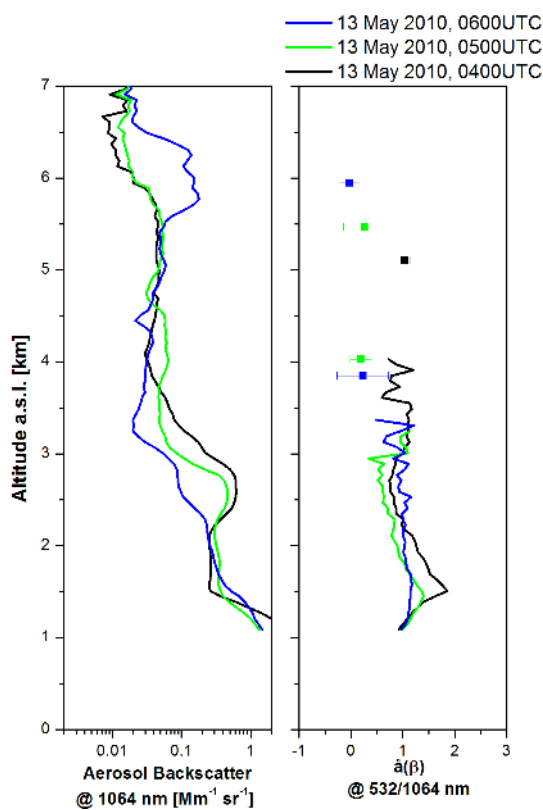 13 May 2010, 0600UTC
13 May 2010, 0500UTC
13 May 2010, 0400UTC
7
6
5
4
3
2
1
0
Altitude a.s.l. [km]
0.01 0.1 1
-1 0 1 2 3
Aerosol Backscatter
@ 1064 nm [Mm⁻¹ sr⁻¹]
å(β)
@ 532/1064 nm